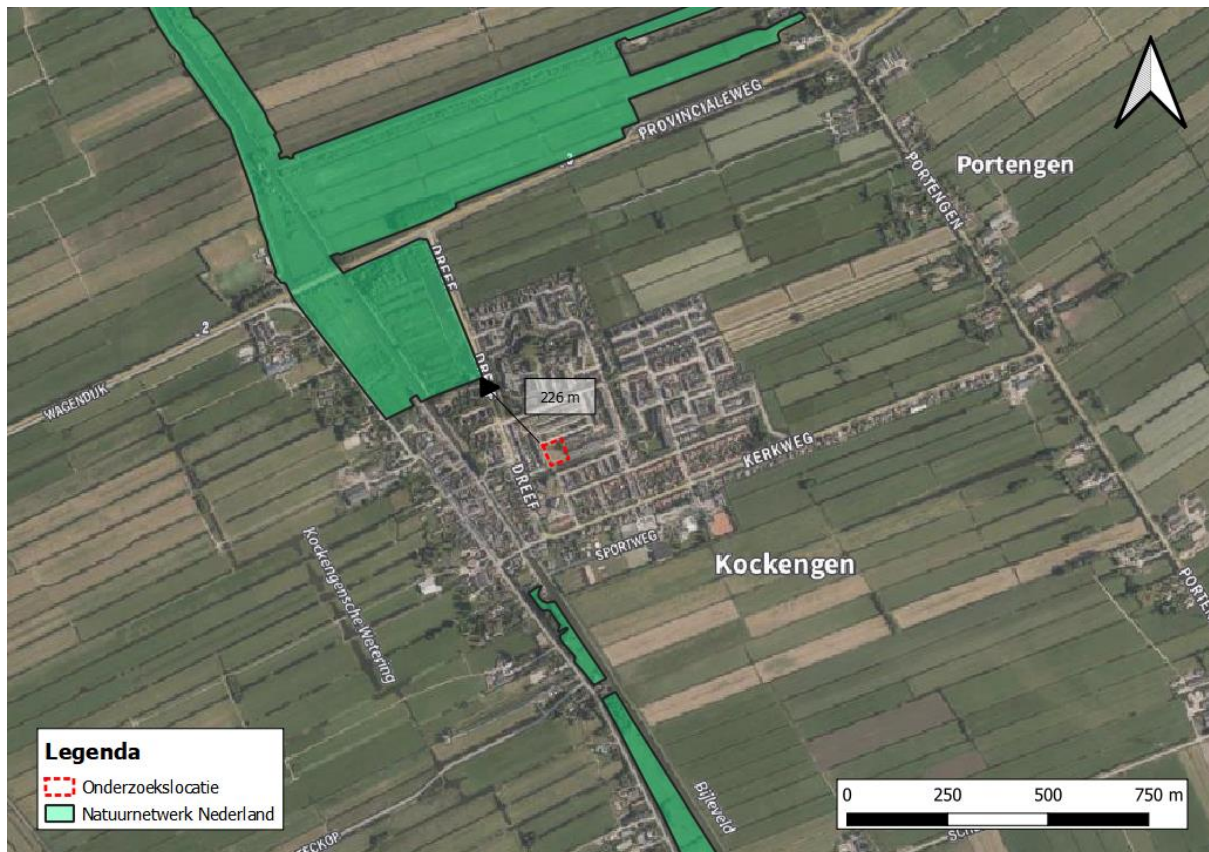 PROVINCIALEWEG
Portengen
PORTENGEN
DREEF
2
WAGENDIJK
226 m
DREEF
KERKWEG
SPORTWEG
Kockengen
Kockengensche Wetering
Bijleveld
Legenda
Onderzoekslocatie
Natuurnetwerk Nederland
0 250 500 750 m